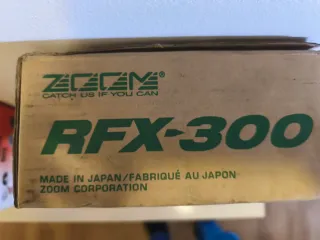 ZOOM®
CATCH US IF YOU CAN
RFX-300
MADE IN JAPAN/FABRIQUÉ AU JAPON
ZOOM CORPORATION